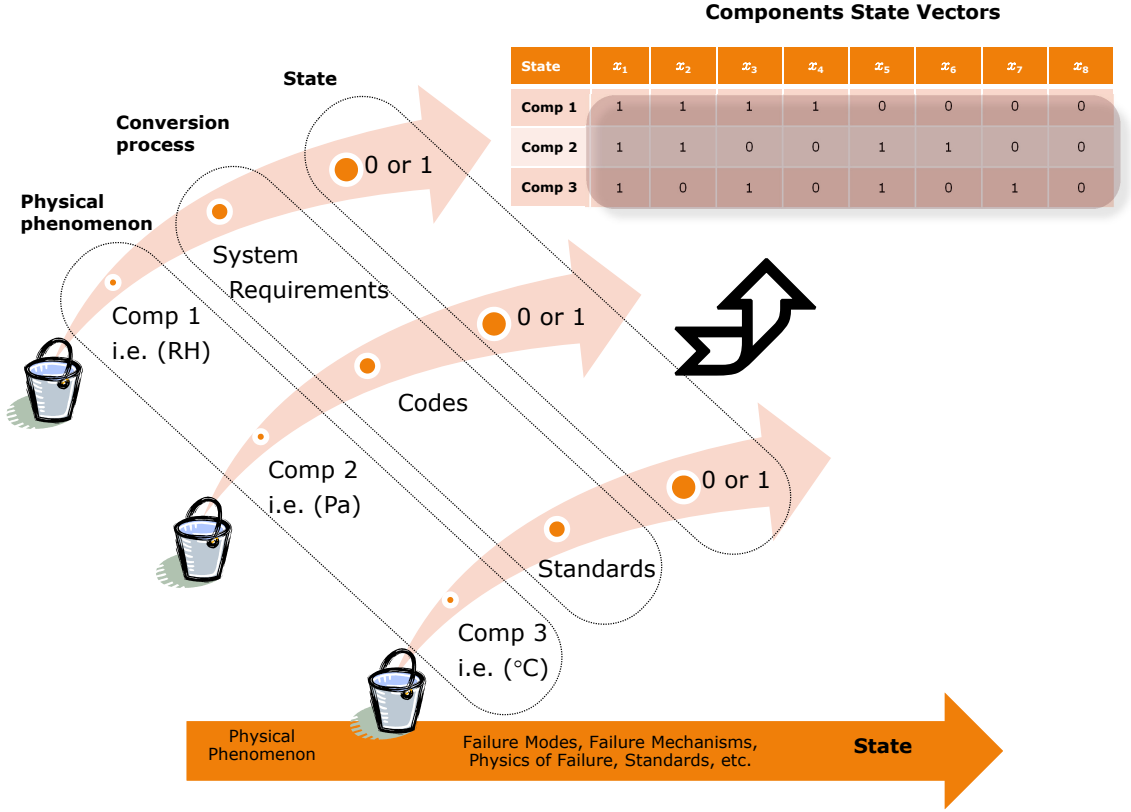 Components State Vectors
State x₁ x₂ x₃ x₄ x₅ x₆ x₇ x₈
Comp 1 1 1 1 1 0 0 0 0
Comp 2 1 1 0 0 1 1 0 0
Comp 3 1 0 1 0 1 0 1 0
State
Conversion
process
Physical
phenomenon
0 or 1
System
Requirements
Comp 1
i.e. (RH)
0 or 1
Codes
Comp 2
i.e. (Pa)
0 or 1
Standards
Comp 3
i.e. (°C)
Physical
Phenomenon
Failure Modes, Failure Mechanisms,
Physics of Failure, Standards, etc.
State